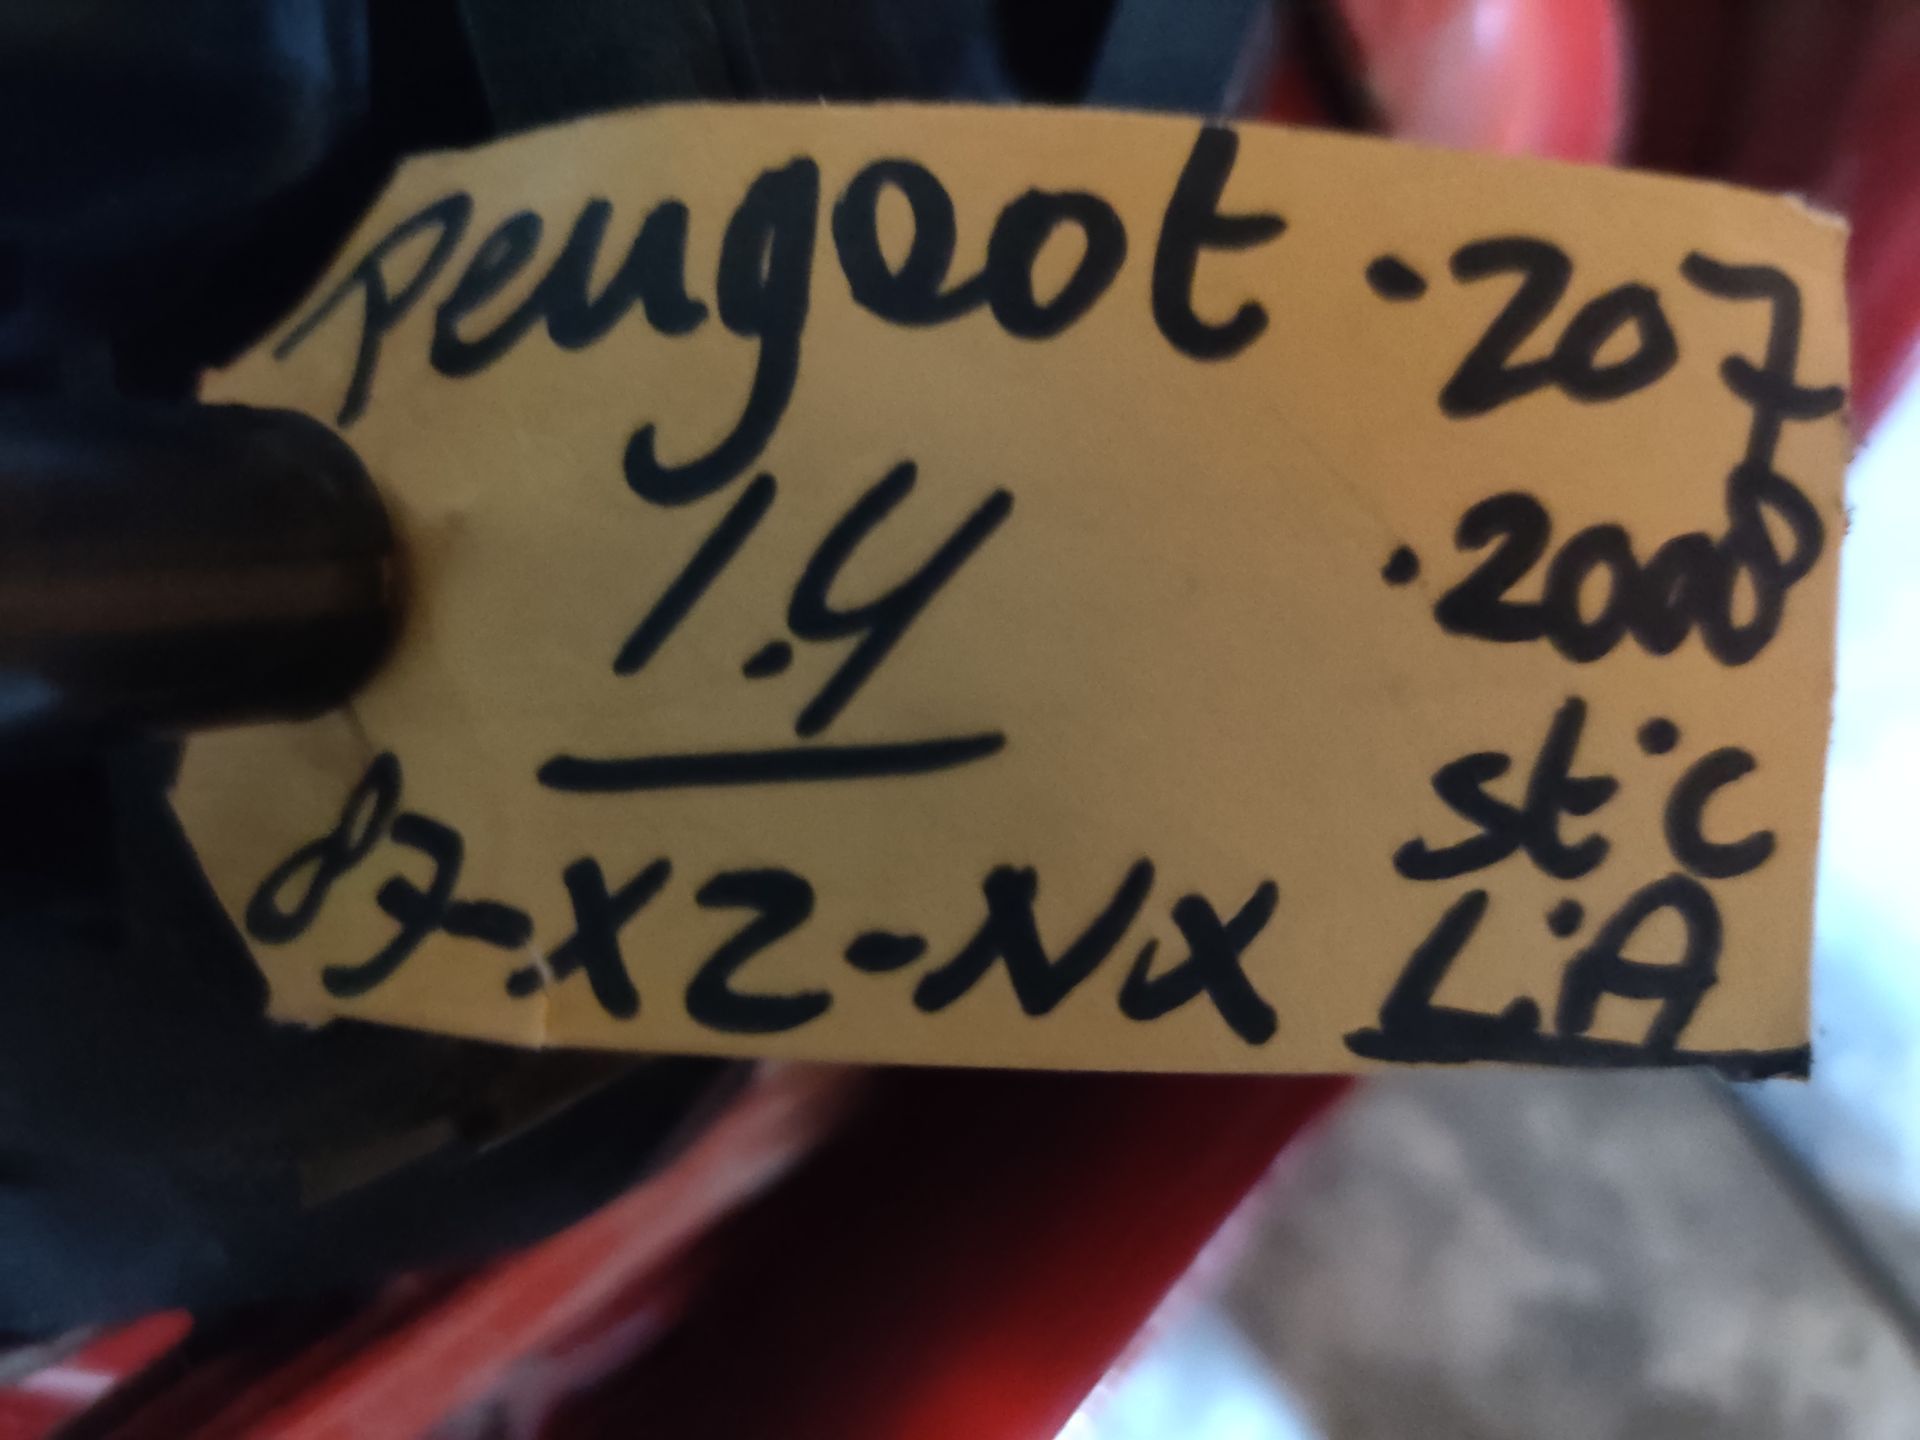 Peugeot .207
1.4 .2008
st.c
87-XZ-NX L.A